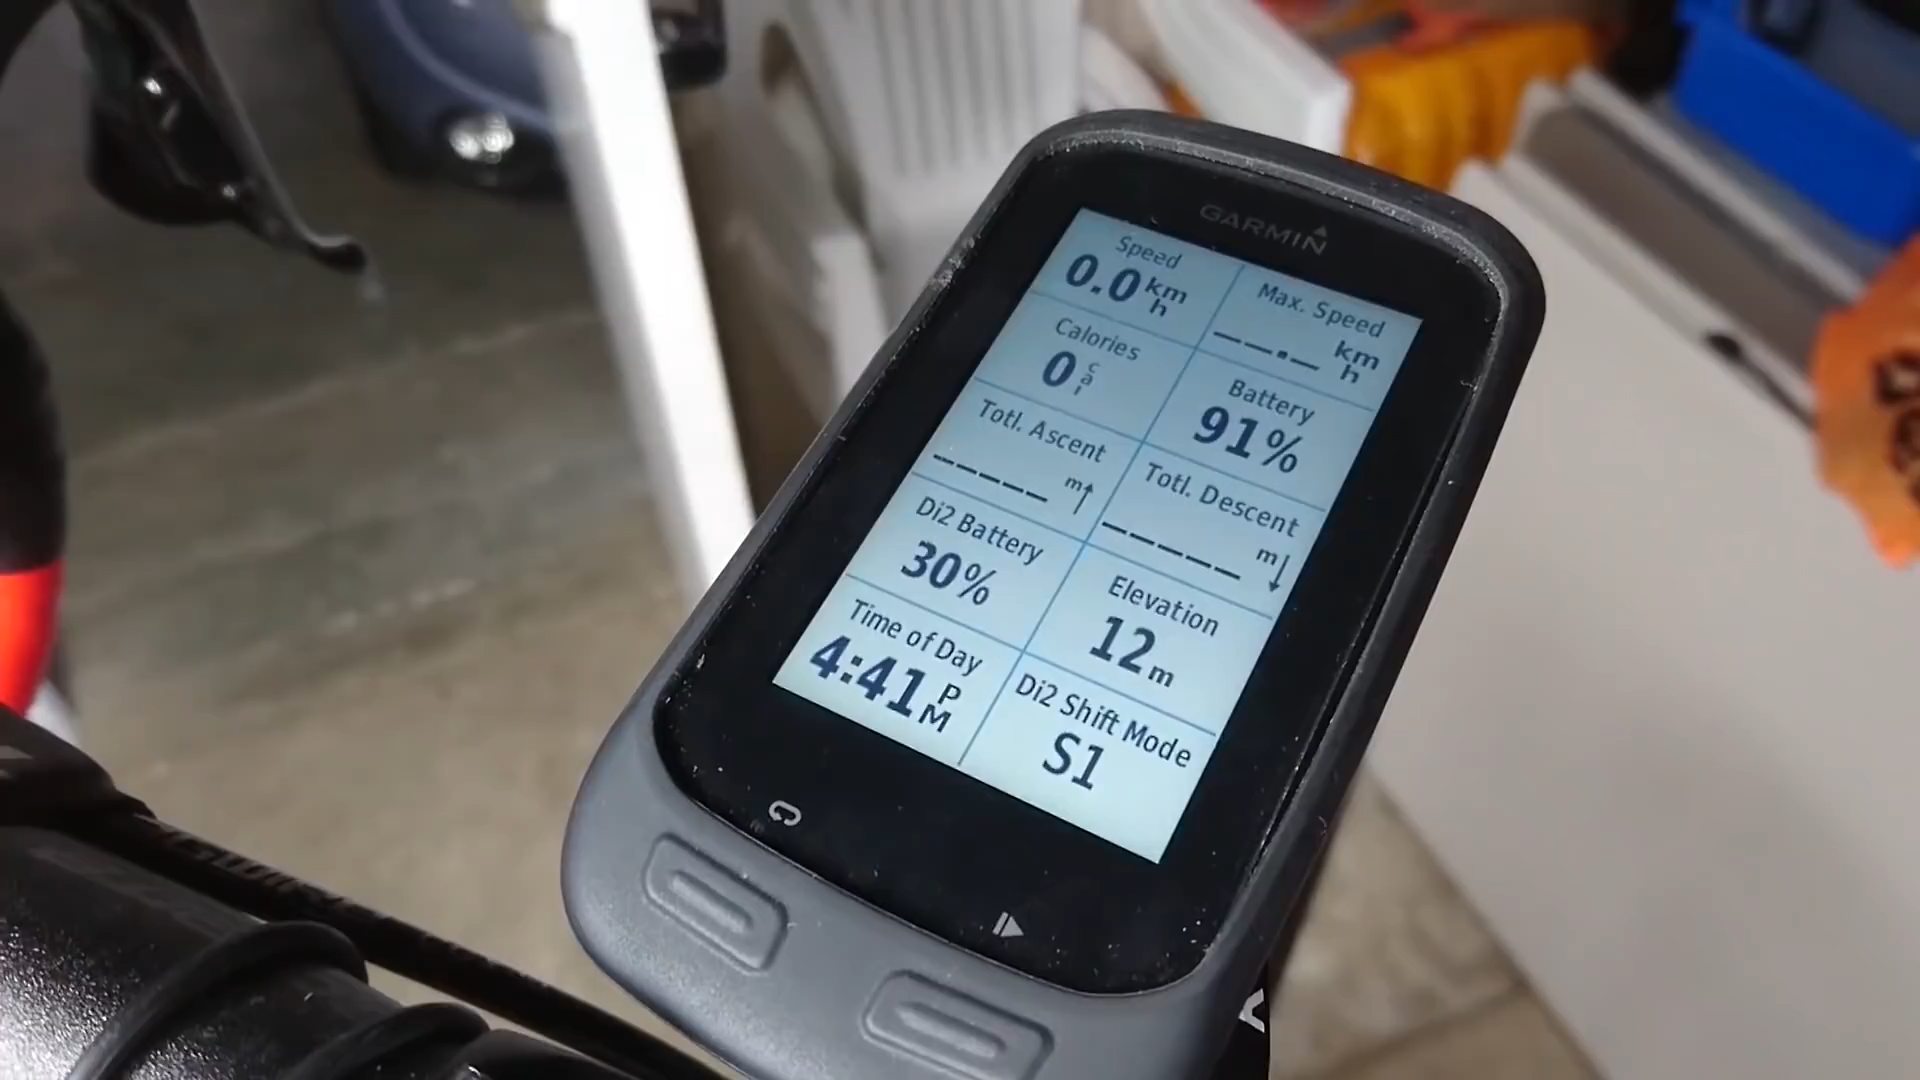 GARMIN
Speed
0.0 km
h
Max. Speed
---.-- km
h
Calories
0 cal
Battery
91%
Totl. Ascent
----- m↑
Totl. Descent
----- m↓
Di2 Battery
30%
Elevation
12 m
Time of Day
4:41 PM
Di2 Shift Mode
S1